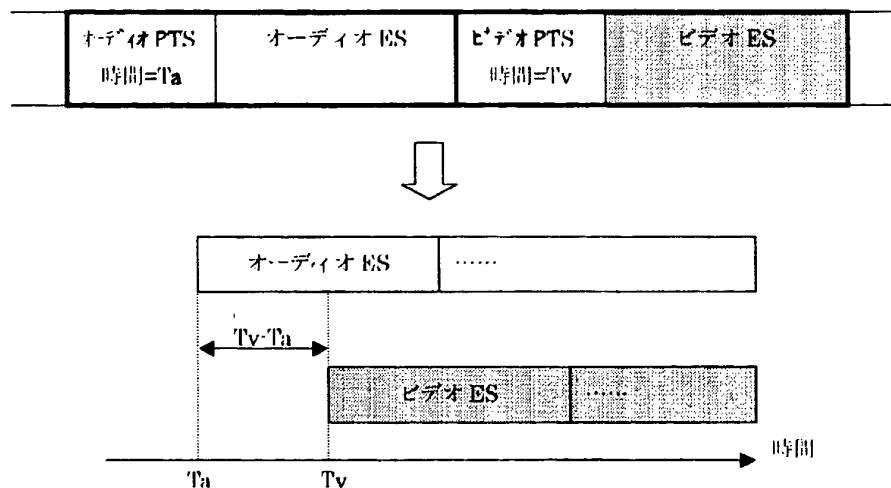 オーディオPTS
時間=Ta
オーディオES
ビデオPTS
時間=Tv
ビデオES
オーディオES
……
Tv-Ta
ビデオES
……
時間
Ta
Tv